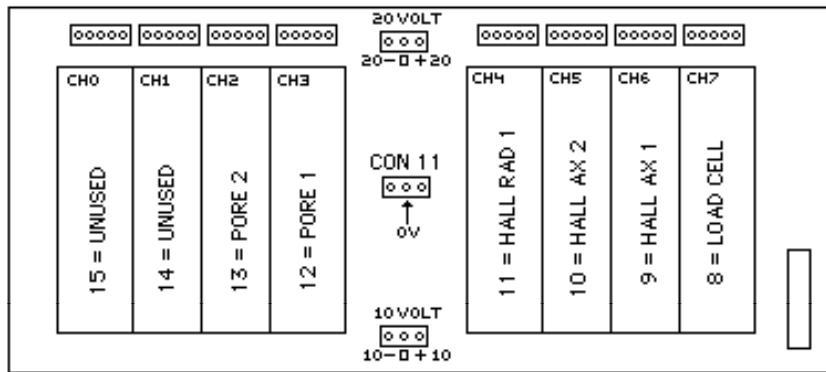 20 VOLT
20-0+20
CH0
CH1
CH2
CH3
CH4
CH5
CH6
CH7
15 = UNUSED
14 = UNUSED
13 = PORE 2
12 = PORE 1
CON 11
0V
11 = HALL RAD 1
10 = HALL AX 2
9 = HALL AX 1
8 = LOAD CELL
10 VOLT
10-0+10